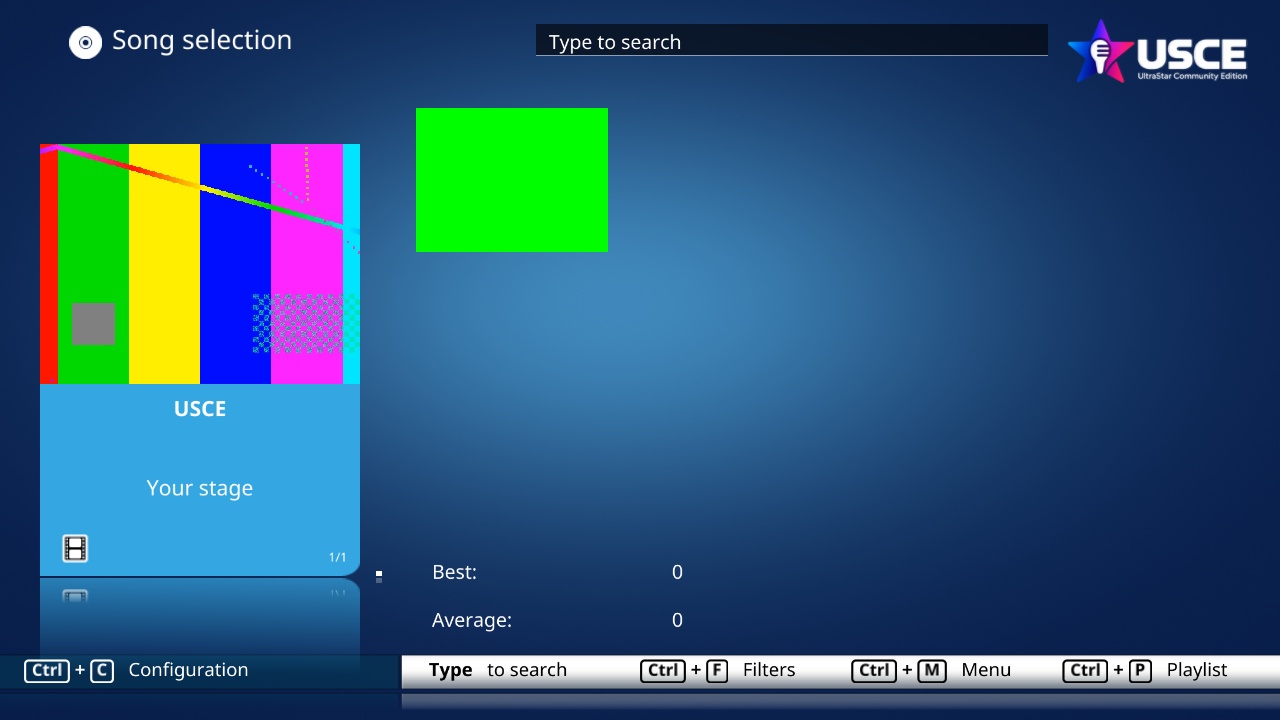 Song selection
Type to search
USCE
UltraStar Community Edition
USCE
Your stage
1/1
Best: 0
Average: 0
Ctrl + C Configuration
Type to search
Ctrl + F Filters
Ctrl + M Menu
Ctrl + P Playlist